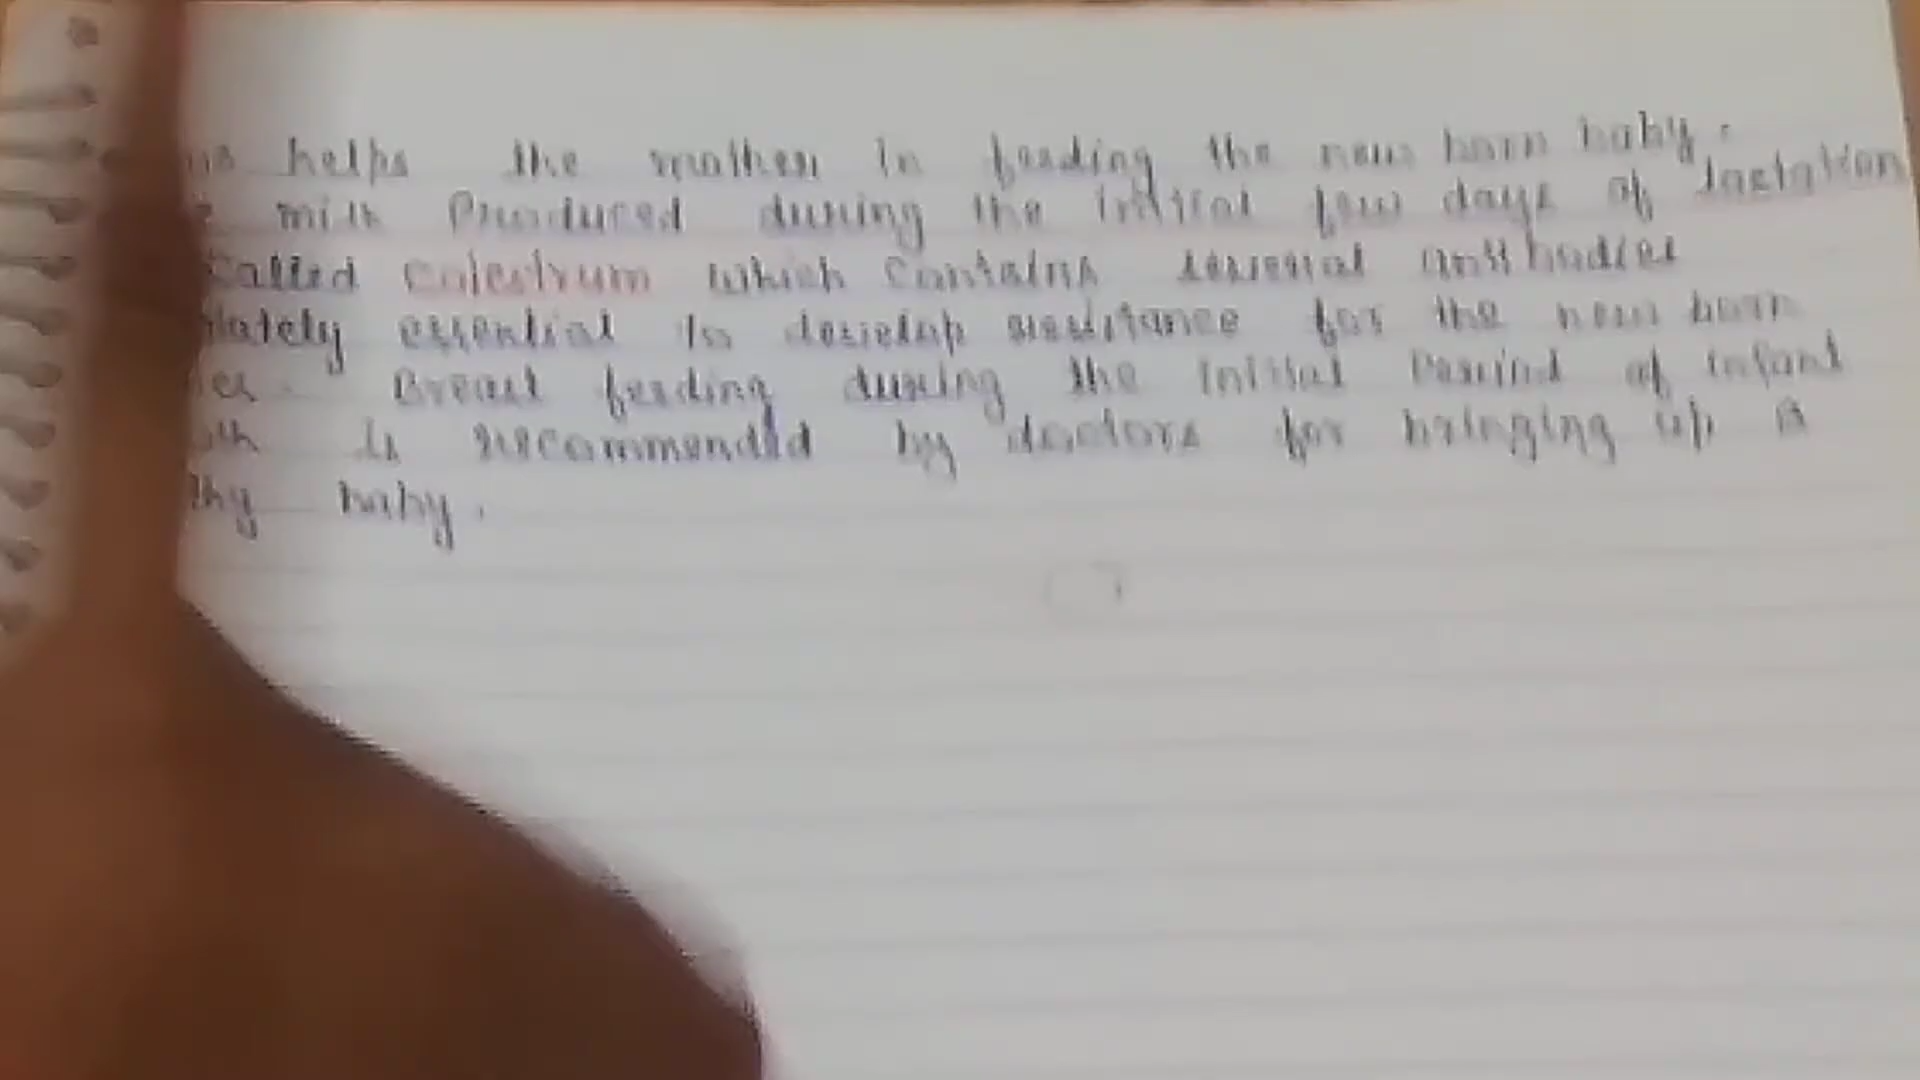 helps the mother in feeding the new born baby.
milk Produced during the initial few days of lactation
called colostrum which contains several antibodies
essential to develop resistance for the new born
Breast feeding during the initial Period of infant
is recommended by doctors for bringing up a
baby.